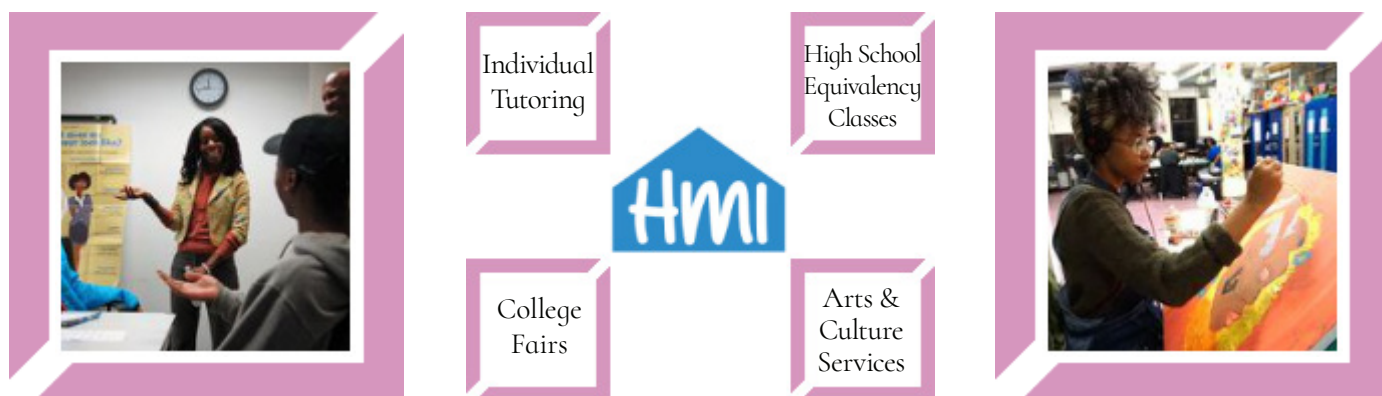 Individual
Tutoring
High School
Equivalency
Classes
HMI
College
Fairs
Arts &
Culture
Services